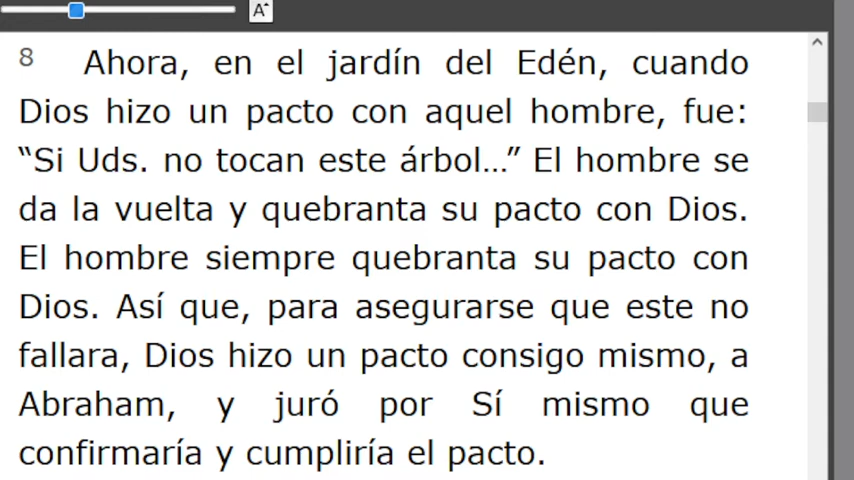 A
8 Ahora, en el jardín del Edén, cuando
Dios hizo un pacto con aquel hombre, fue:
“Si Uds. no tocan este árbol...” El hombre se
da la vuelta y quebranta su pacto con Dios.
El hombre siempre quebranta su pacto con
Dios. Así que, para asegurarse que este no
fallara, Dios hizo un pacto consigo mismo, a
Abraham, y juró por Sí mismo que
confirmaría y cumpliría el pacto.